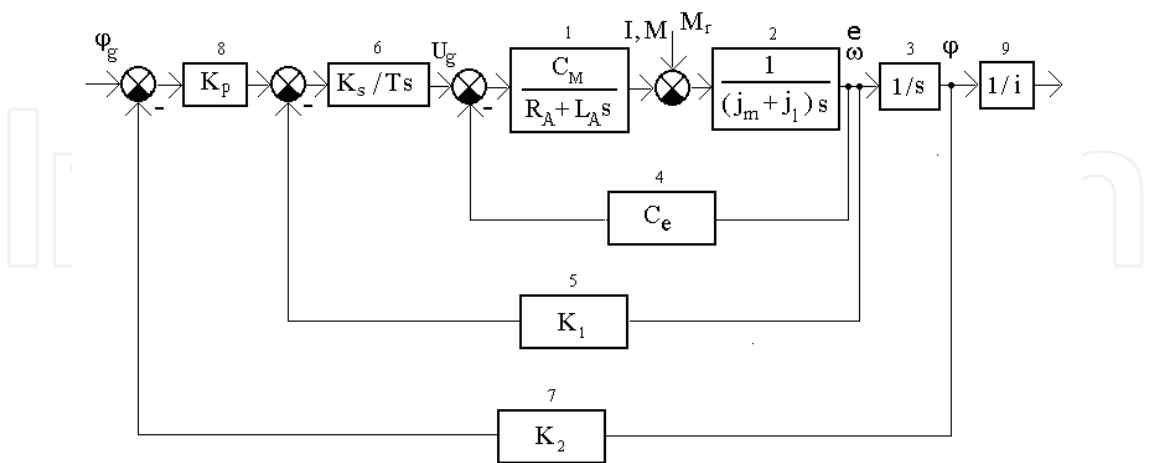 φg
8
Kp
-
6
Ks/Ts
-
Ug
1
CM
RA+LAs
-
I,M
Mr
2
1
(jm+jl)s
e
ω
3
1/s
φ
9
1/i
4
Ce
5
K1
7
K2